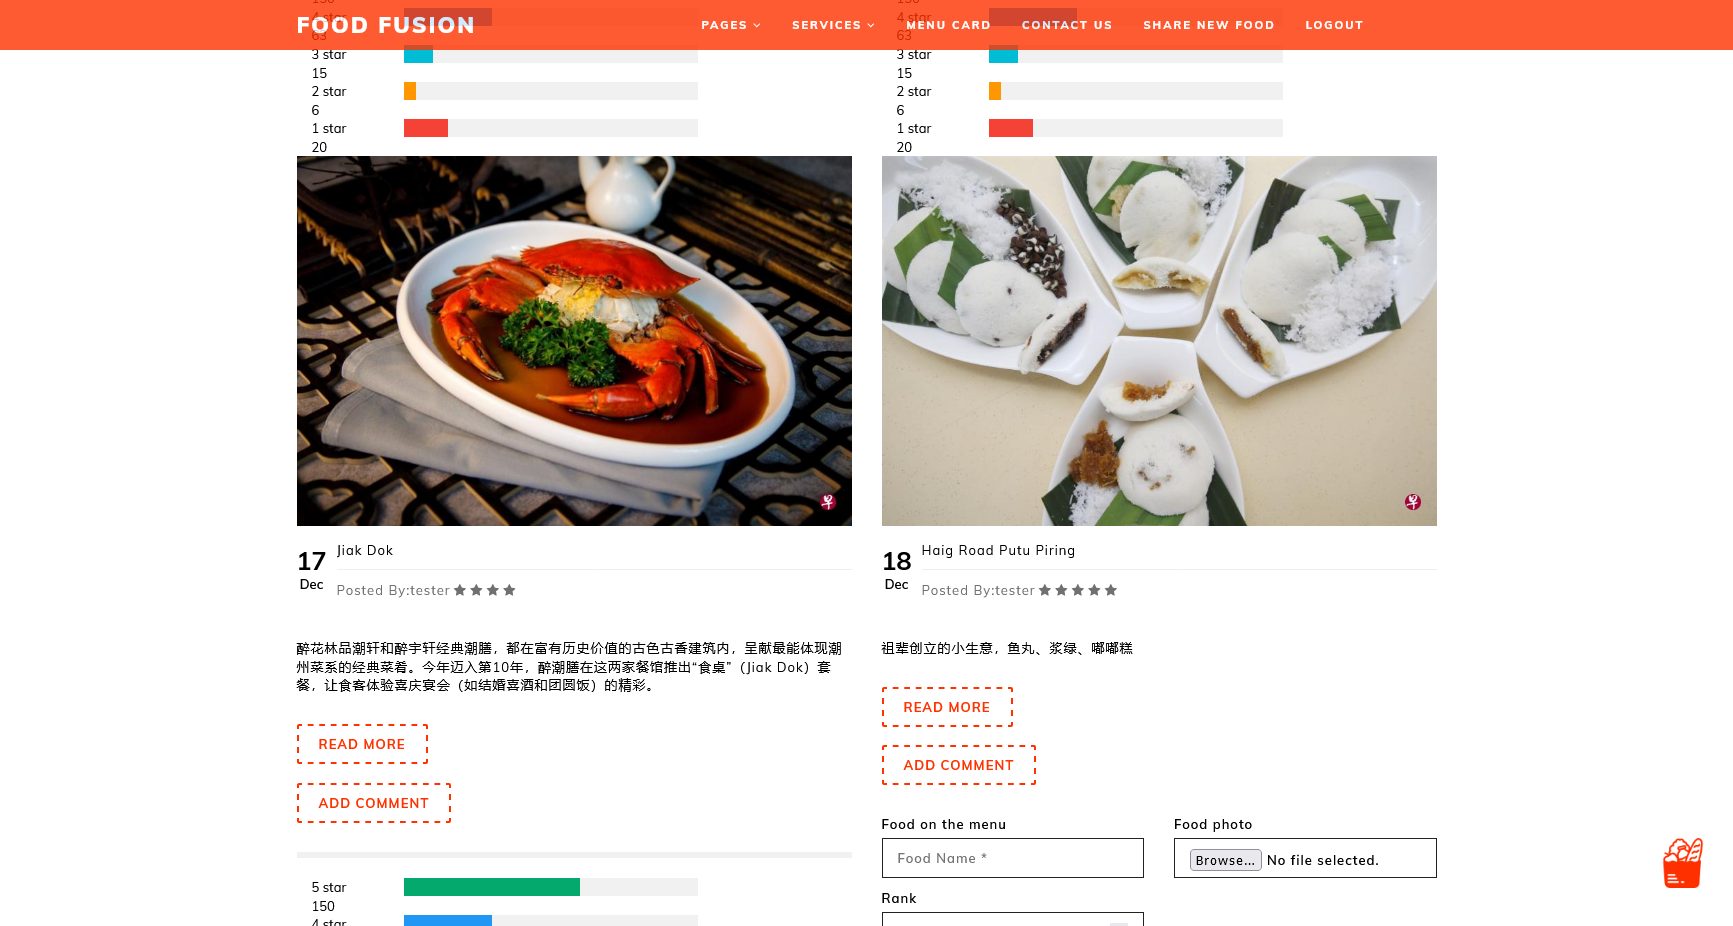 FOOD FUSION
PAGES
SERVICES
MENU CARD
CONTACT US
SHARE NEW FOOD
LOGOUT
150
4 star
63
3 star
15
2 star
6
1 star
20
150
4 star
63
3 star
15
2 star
6
1 star
20
17
Dec
Jiak Dok
Posted By:tester
醉花林品潮轩和醉宇轩经典潮膳，都在富有历史价值的古色古香建筑内，呈献最能体现潮
州菜系的经典菜肴。今年迈入第10年，醉潮膳在这两家餐馆推出“食桌”（Jiak Dok）套
餐，让食客体验喜庆宴会（如结婚喜酒和团圆饭）的精彩。
READ MORE
ADD COMMENT
5 star
150
4 star
18
Dec
Haig Road Putu Piring
Posted By:tester
祖辈创立的小生意，鱼丸、浆绿、嘟嘟糕
READ MORE
ADD COMMENT
Food on the menu
Food Name *
Food photo
Browse... No file selected.
Rank